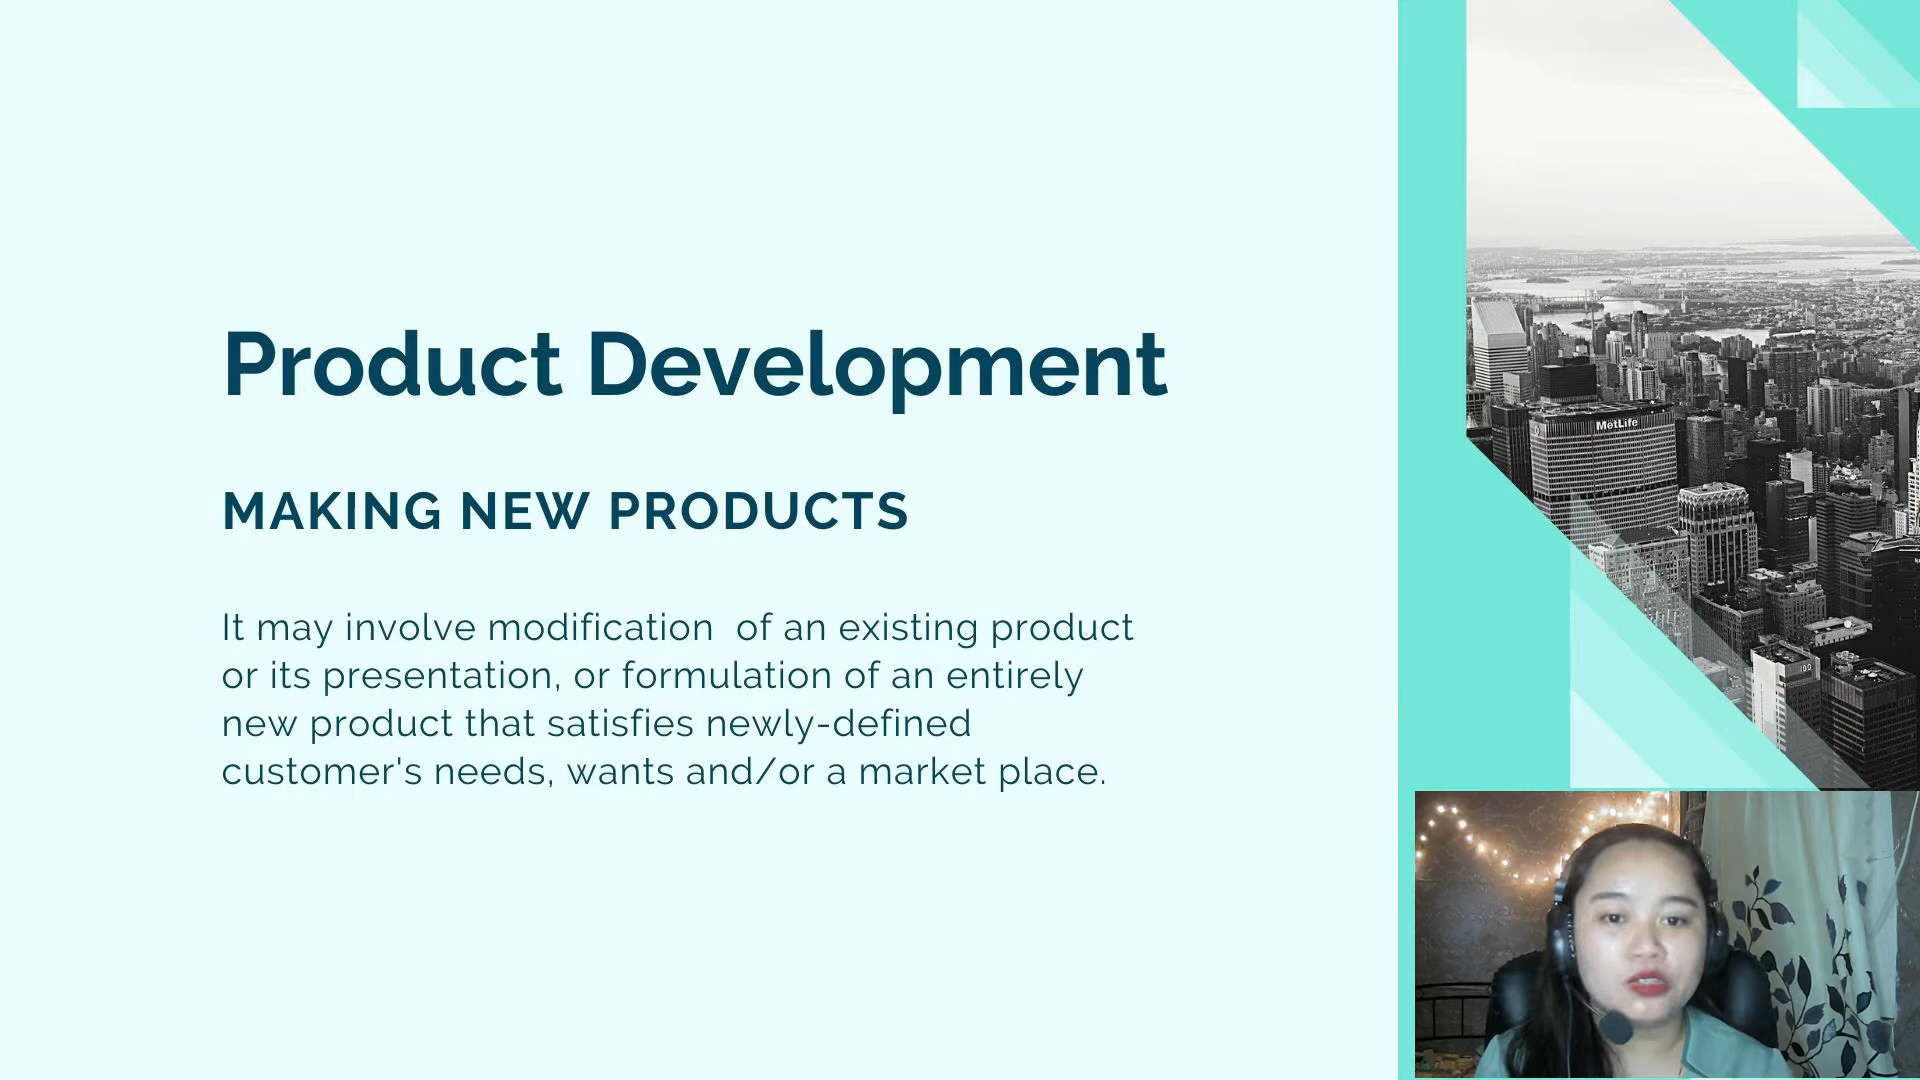 Product Development
MAKING NEW PRODUCTS
It may involve modification  of an existing product
or its presentation, or formulation of an entirely
new product that satisfies newly-defined
customer's needs, wants and/or a market place.
MetLife
100